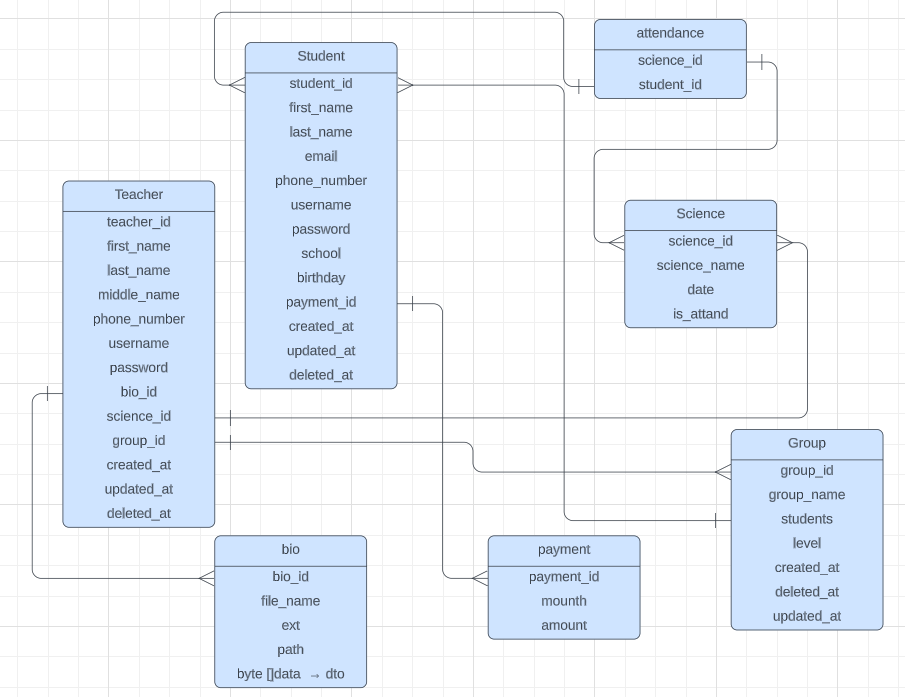 attendance
science_id
student_id
Student
student_id
first_name
last_name
email
phone_number
username
password
school
birthday
payment_id
created_at
updated_at
deleted_at
Teacher
teacher_id
first_name
last_name
middle_name
phone_number
username
password
bio_id
science_id
group_id
created_at
updated_at
deleted_at
Science
science_id
science_name
date
is_attand
Group
group_id
group_name
students
level
created_at
deleted_at
updated_at
bio
bio_id
file_name
ext
path
byte []data → dto
payment
payment_id
mounth
amount